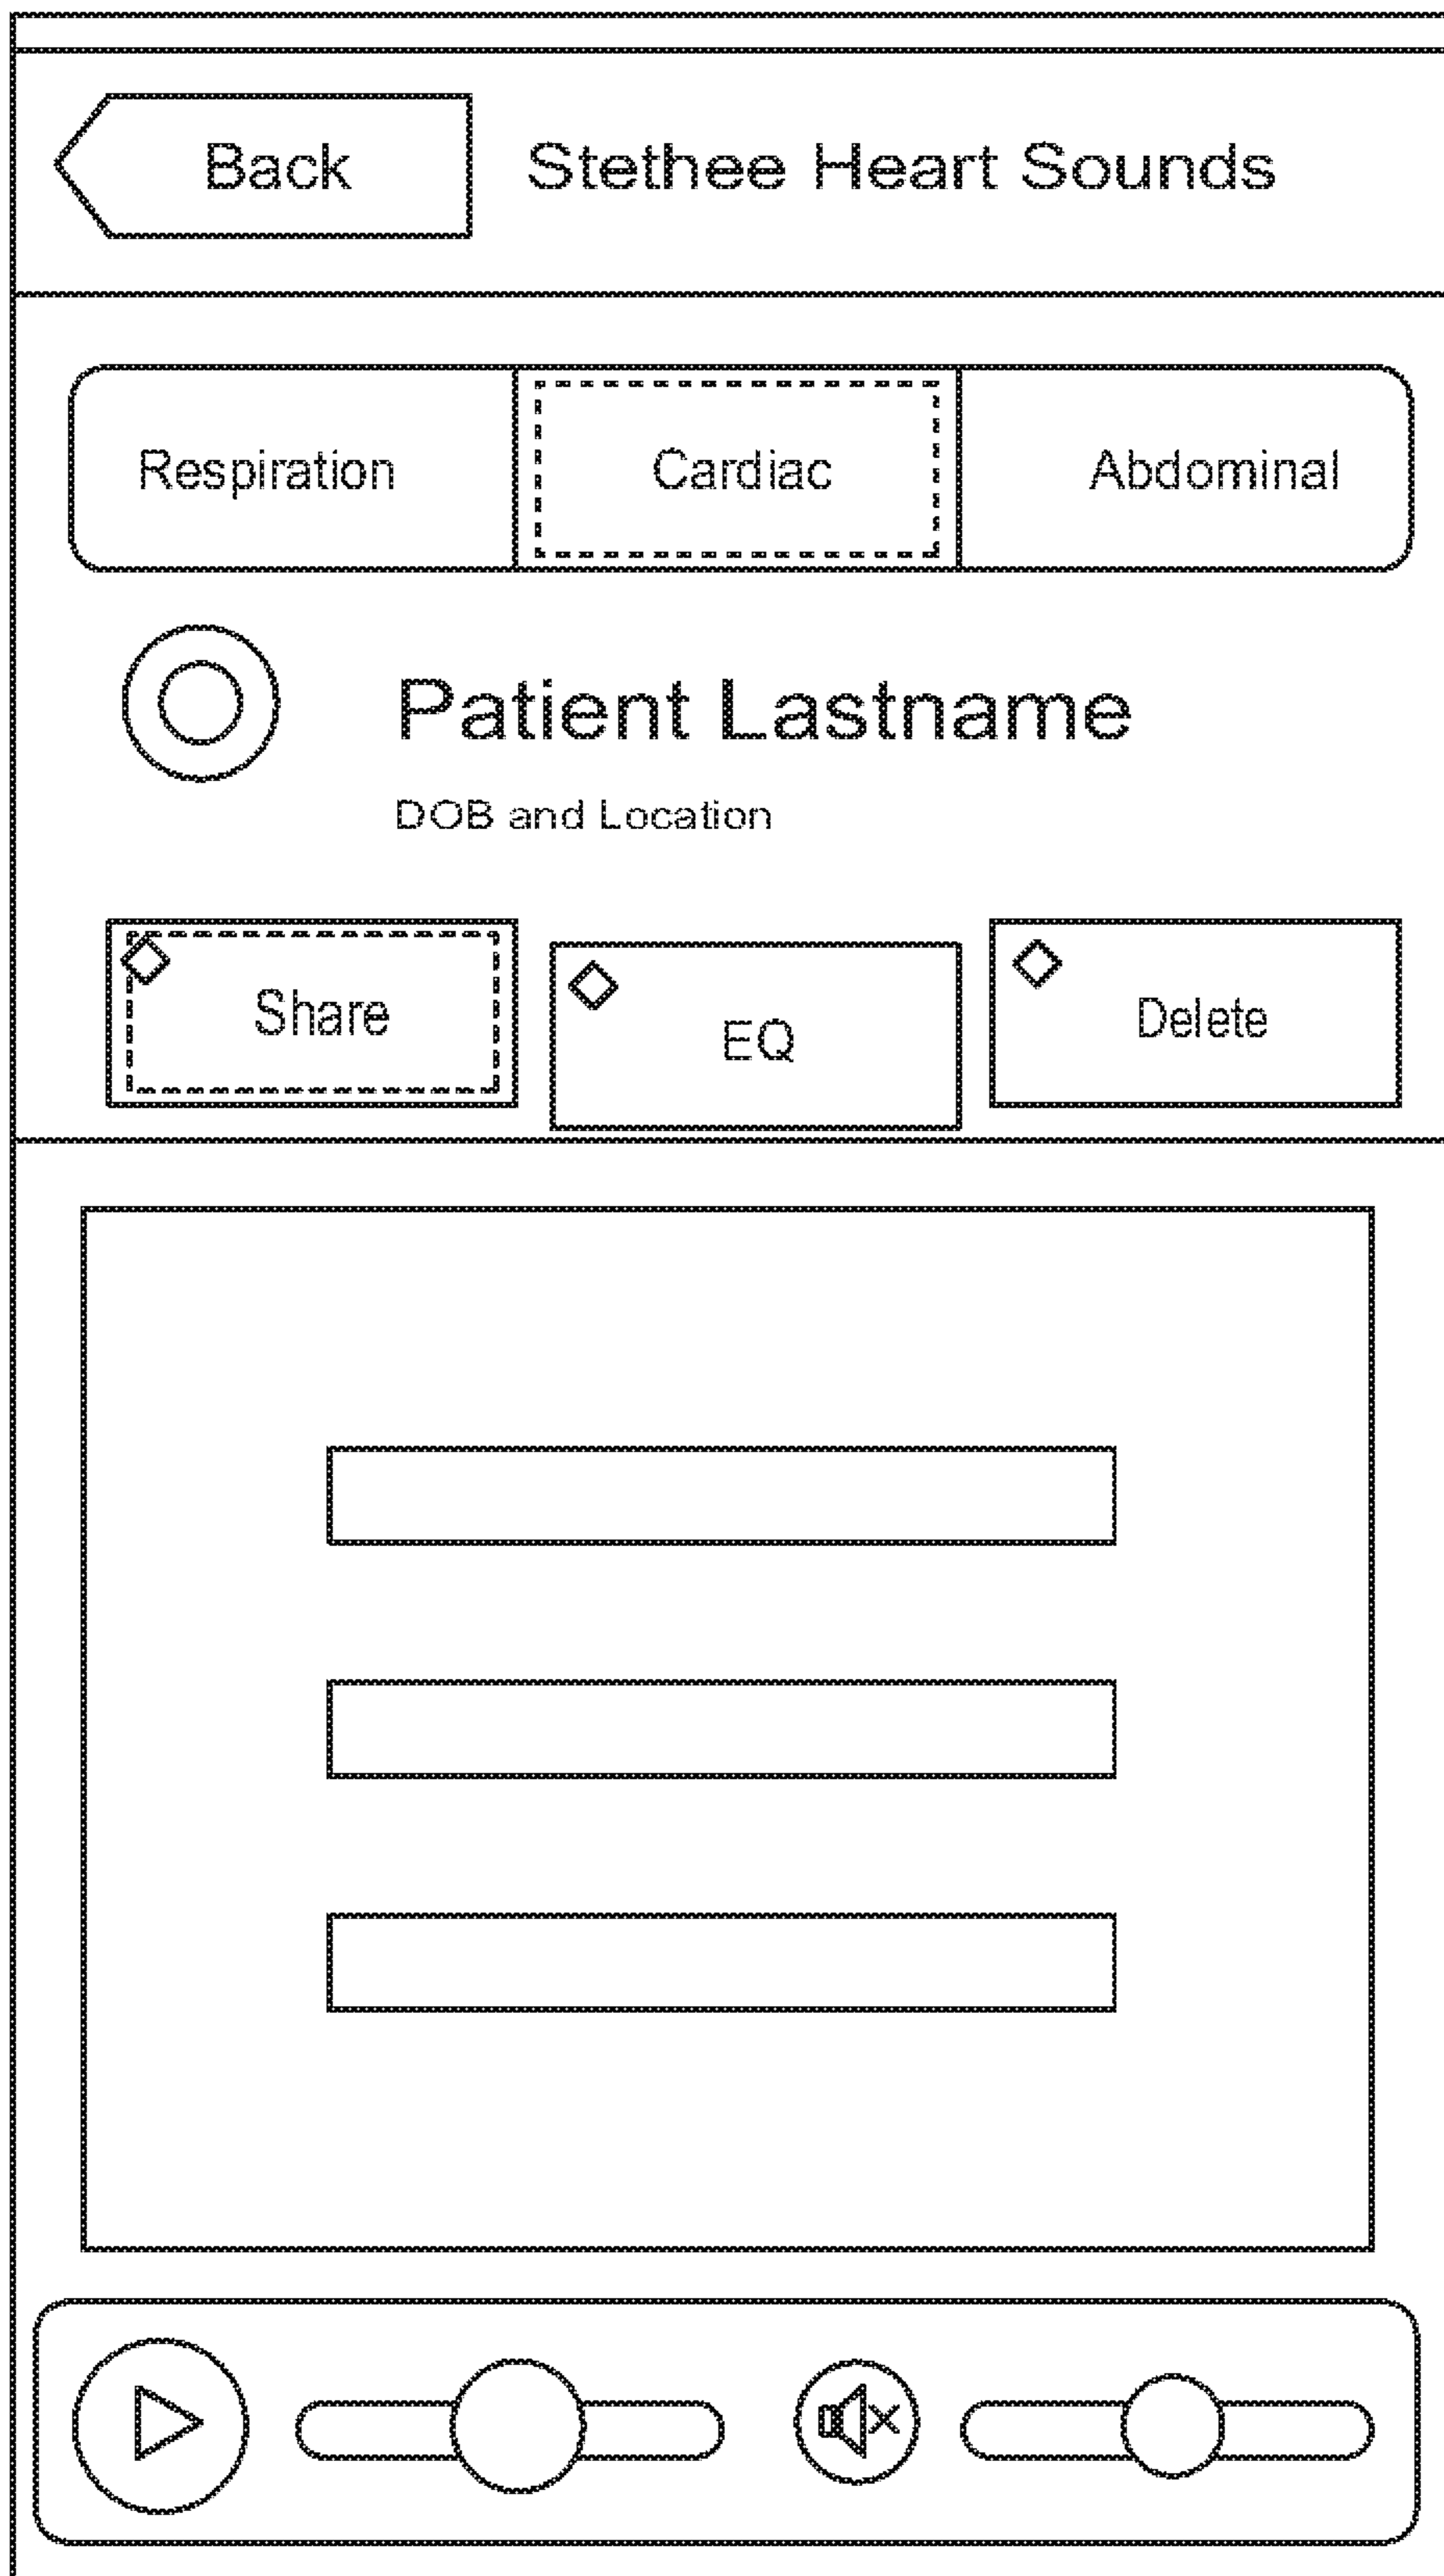 Back Stethee Heart Sounds
Respiration Cardiac Abdominal
Patient Lastname
DOB and Location
Share EQ Delete